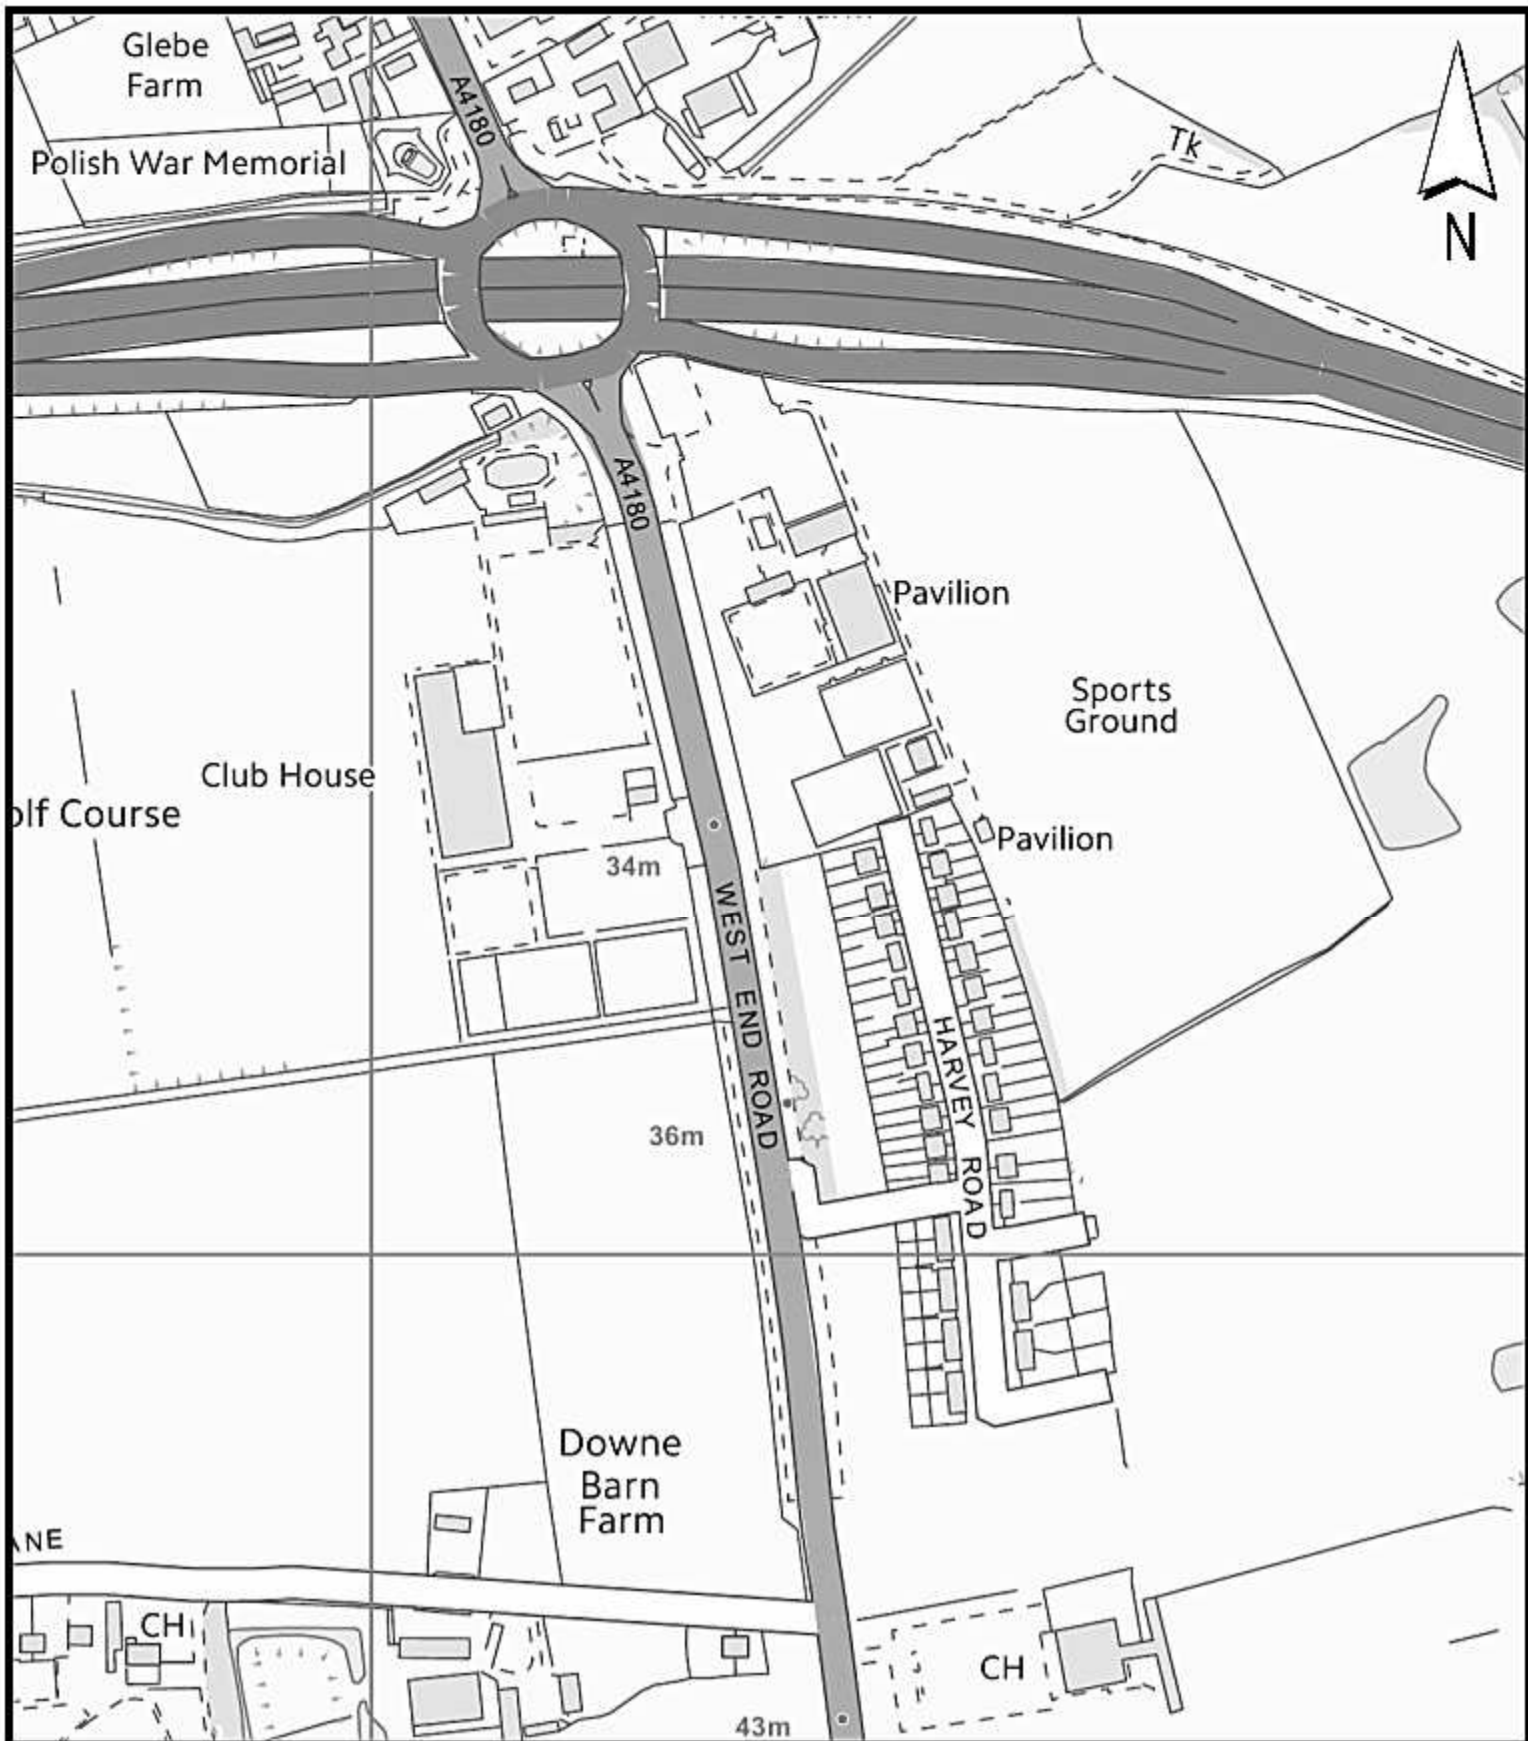 Glebe
Farm
A4180
Tk
Polish War Memorial
N
A4180
Pavilion
Sports
Ground
Club House
olf Course
Pavilion
34m
WEST END ROAD
HARVEY ROAD
36m
Downe
Barn
Farm
ANE
CH
CH
43m